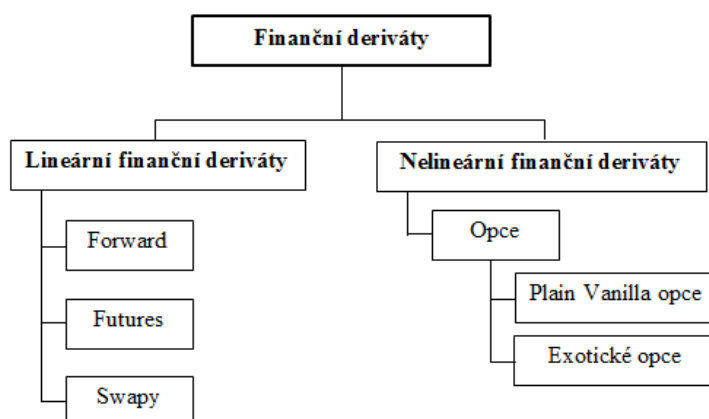 Finanční deriváty
Lineární finanční deriváty
Forward
Futures
Swapy
Nelineární finanční deriváty
Opce
Plain Vanilla opce
Exotické opce